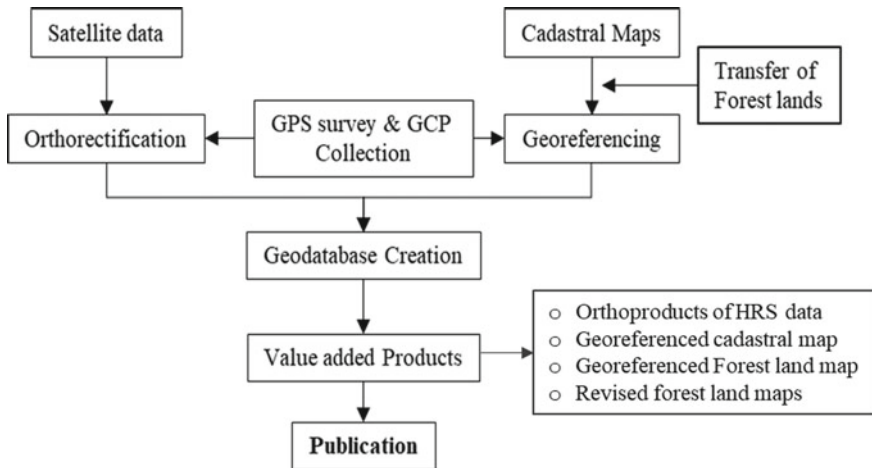 Satellite data
Cadastral Maps
Transfer of
Forest lands
Orthorectification
GPS survey & GCP
Collection
Georeferencing
Geodatabase Creation
Value added Products
o Orthoproducts of HRS data
o Georeferenced cadastral map
o Georeferenced Forest land map
o Revised forest land maps
Publication